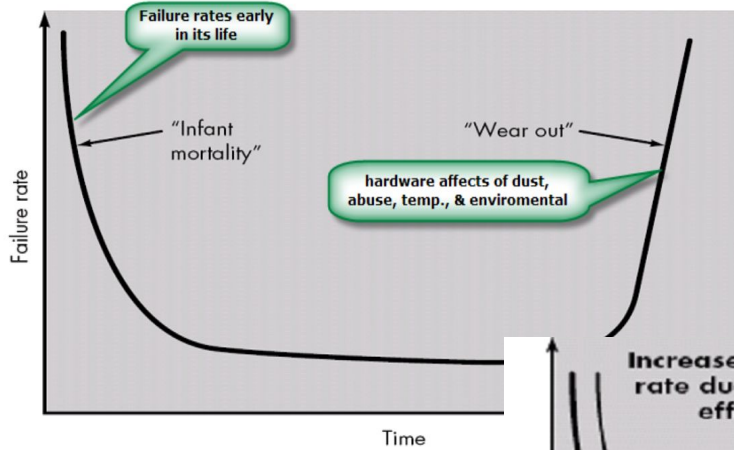 Failure rates early
in its life
"Infant
mortality"
"Wear out"
hardware affects of dust,
abuse, temp., & enviromental
Failure rate
Time
Increase
rate du
eff